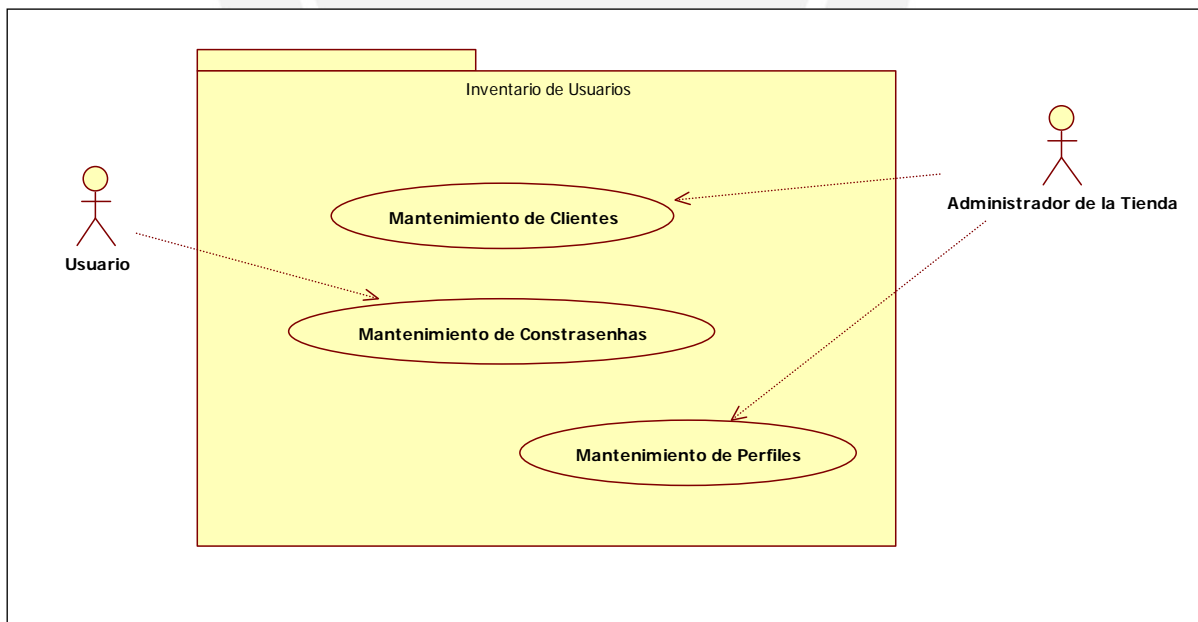 Inventario de Usuarios
Administrador de la Tienda
Mantenimiento de Clientes
Usuario
Mantenimiento de Constrasenhas
Mantenimiento de Perfiles